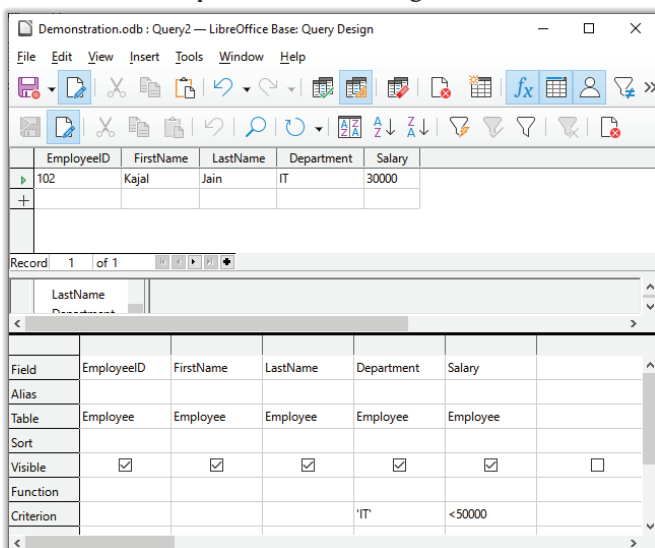 Demonstration.odb : Query2 — LibreOffice Base: Query Design
File Edit View Insert Tools Window Help
EmployeeID FirstName LastName Department Salary
102 Kajal Jain IT 30000
Record 1 of 1
LastName
Field EmployeeID FirstName LastName Department Salary
Alias
Table Employee Employee Employee Employee Employee
Sort
Visible
Function
Criterion 'IT' <50000